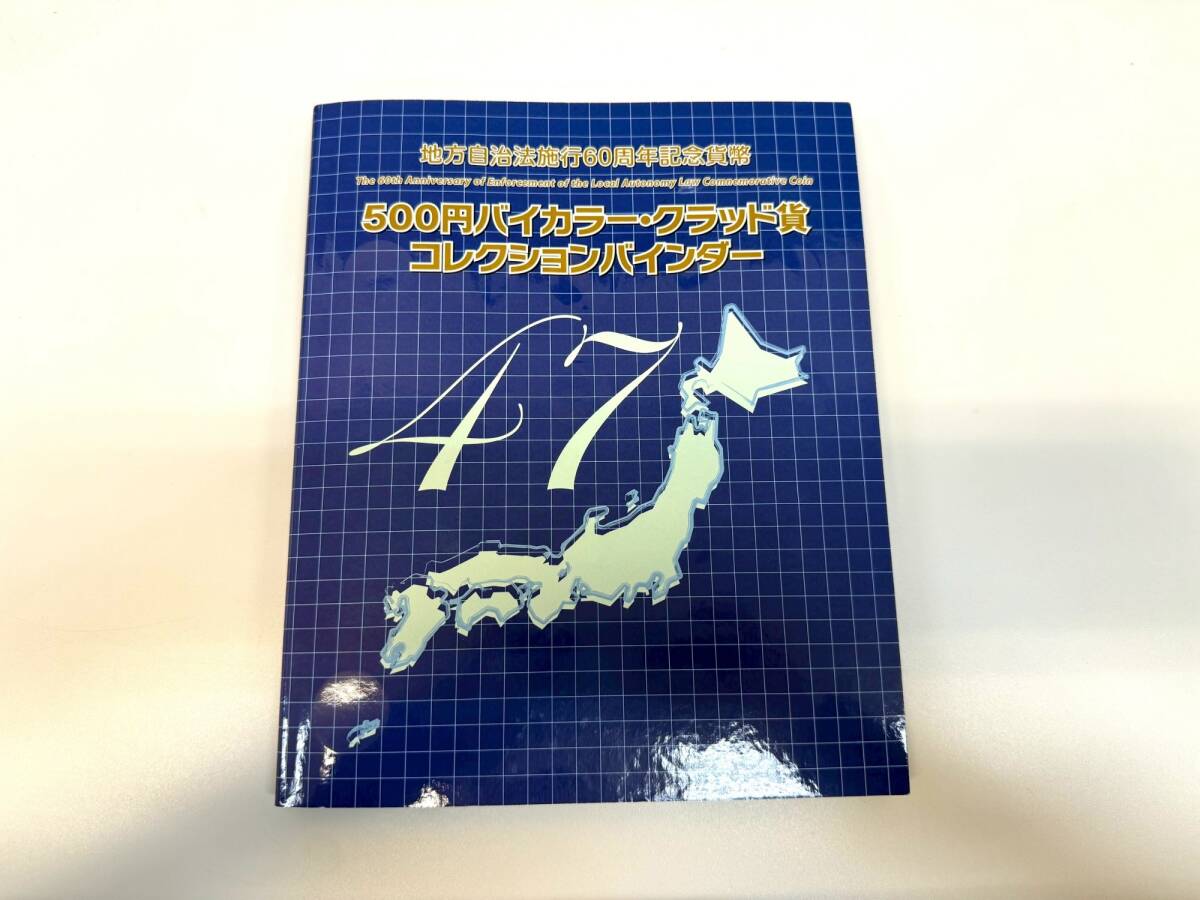 地方自治法施行60周年記念貨幣
The 60th Anniversary of Enforcement of the Local Autonomy Law Commemorative Coin
500円バイカラー・クラッド貨
コレクションバインダー
47